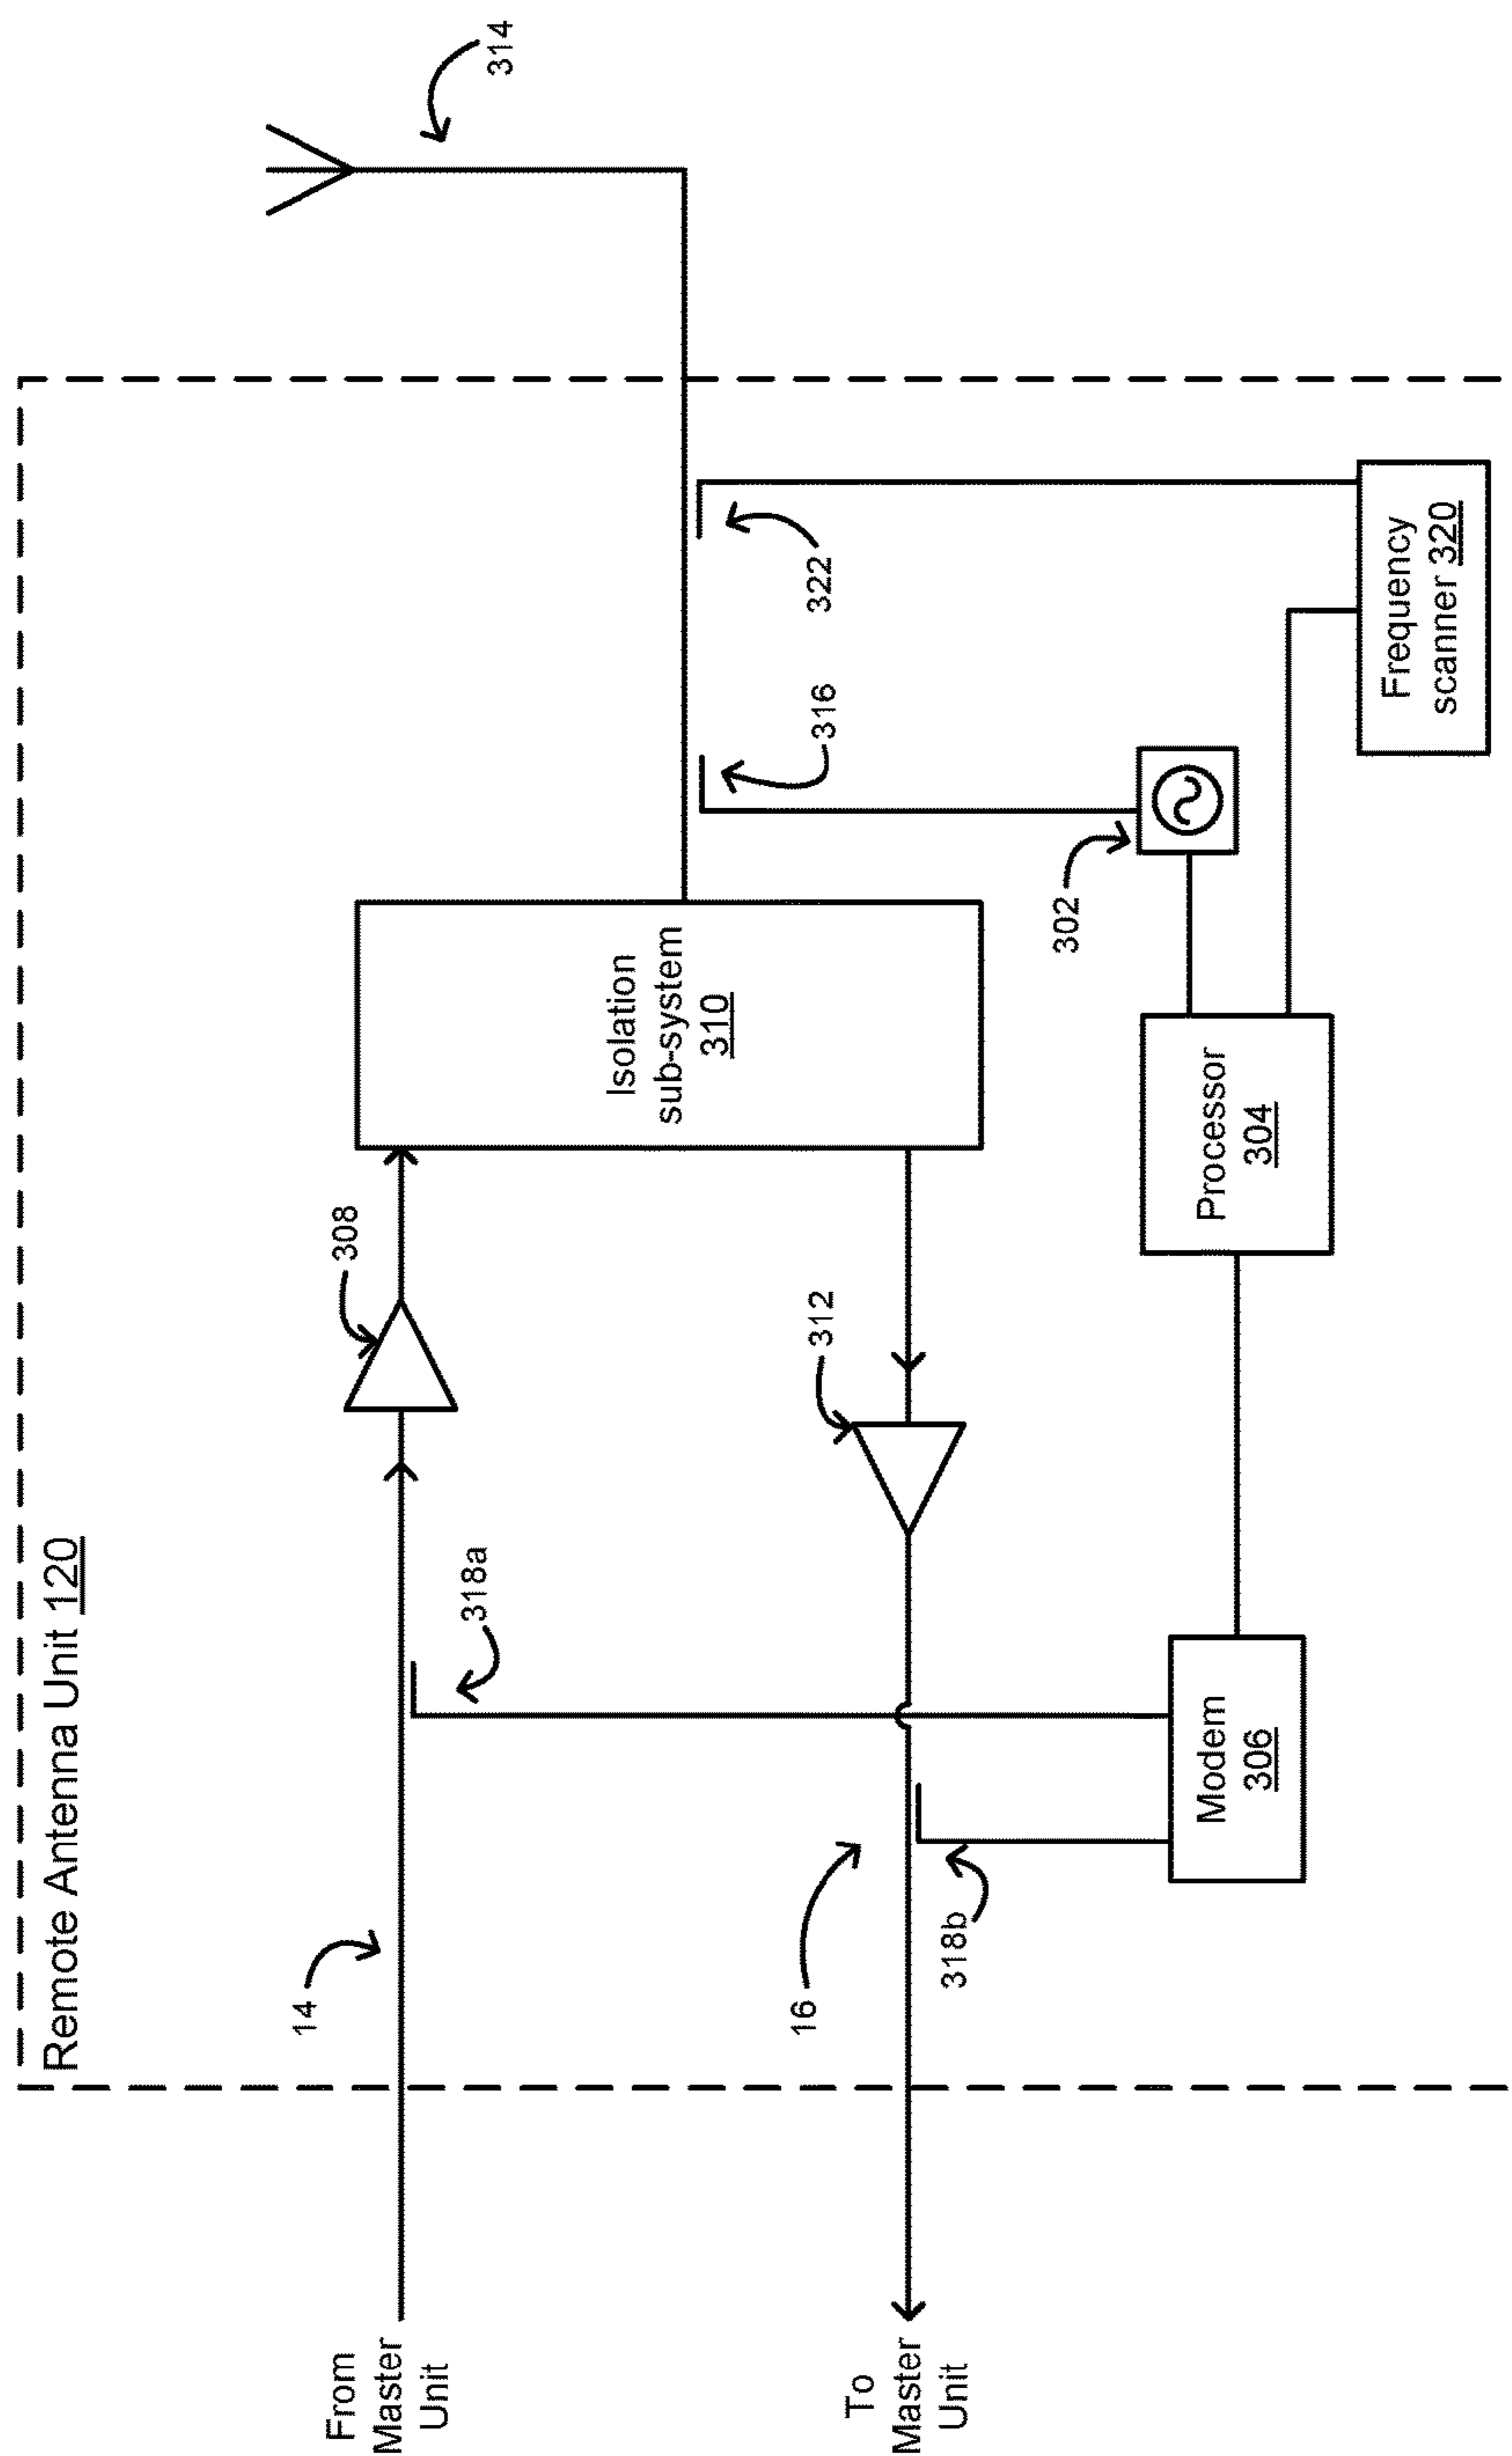 Remote Antenna Unit 120
314
From
Master
Unit
14
318a
308
Isolation
sub-system
310
316
322
To
Master
Unit
16
318b
312
302
Modem
306
Processor
304
Frequency
scanner 320